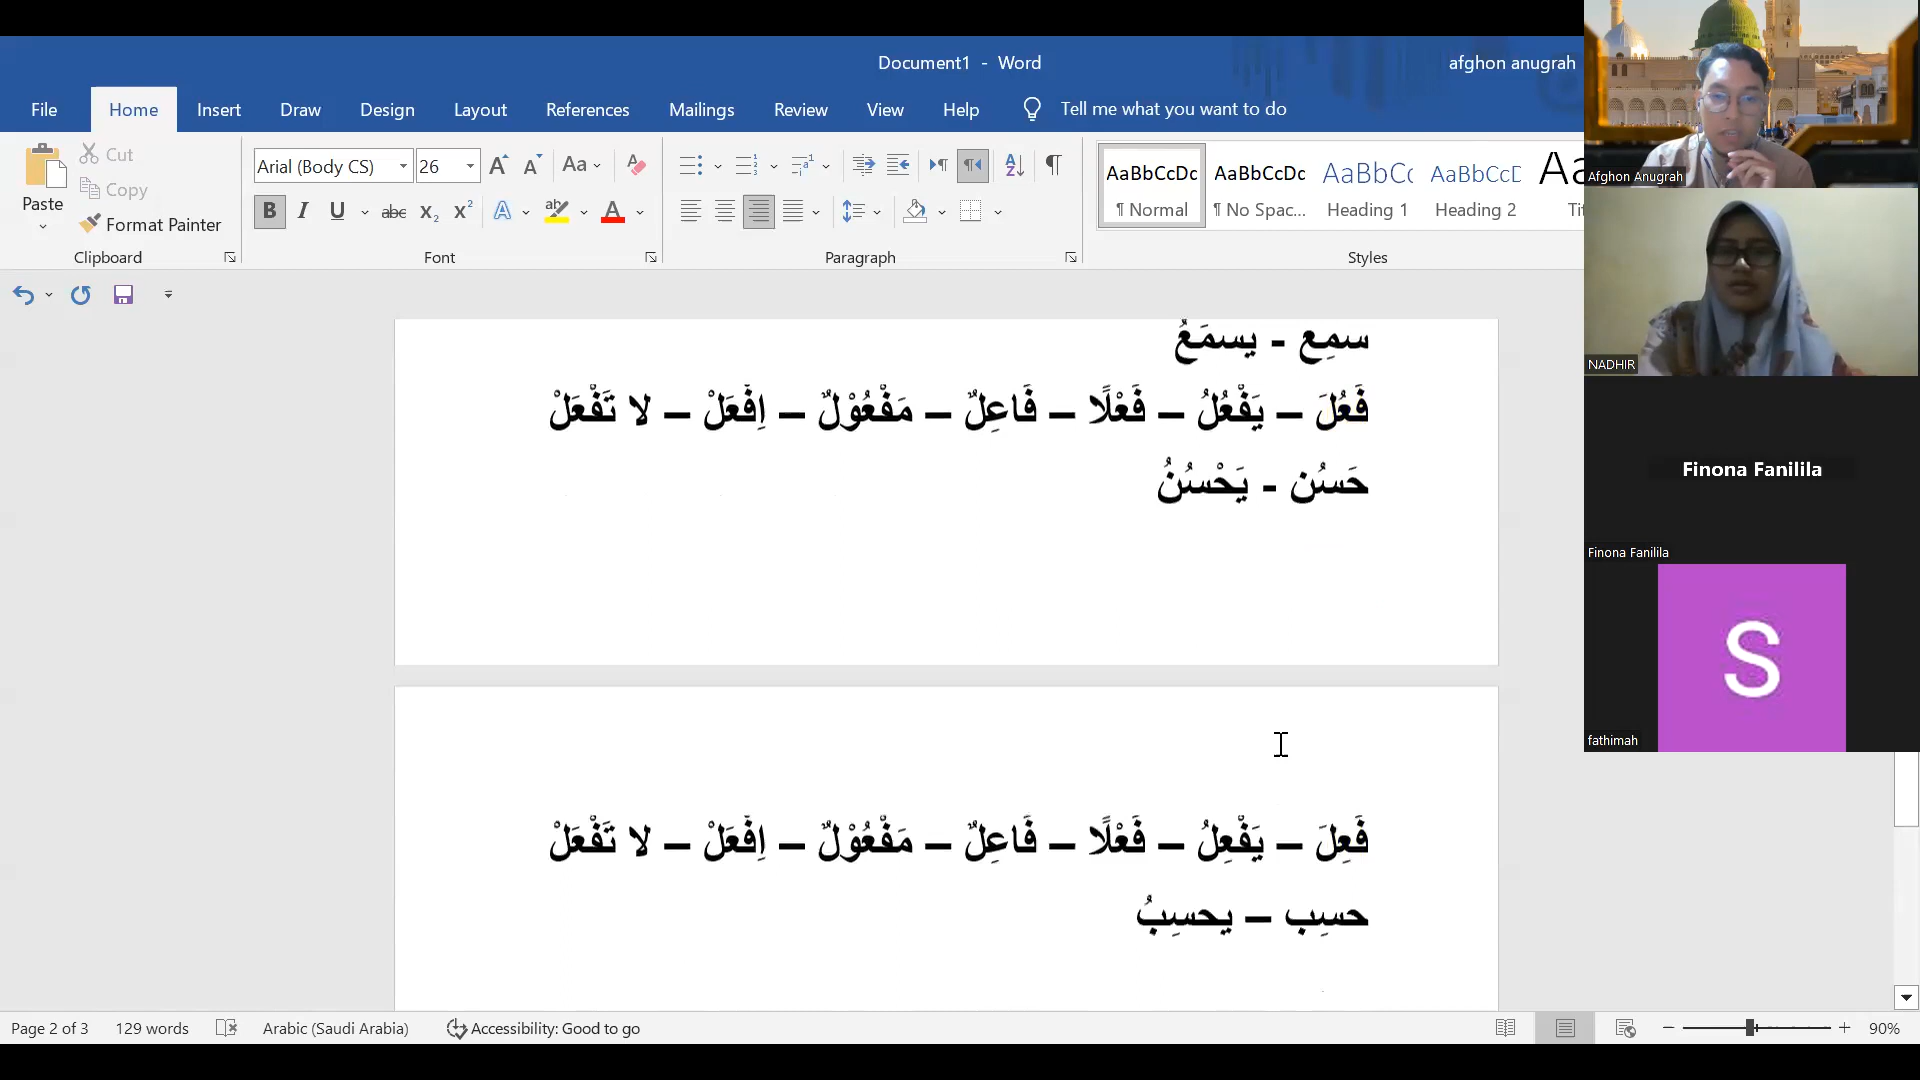 Document1 - Word
afghon anugrah
File Home Insert Draw Design Layout References Mailings Review View Help Tell me what you want to do
Paste
Cut
Copy
Format Painter
Clipboard
Arial (Body CS) 26
Font
Paragraph
AaBbCcDc AaBbCcDc AaBbCc AaBbCcD
¶ Normal ¶ No Spac... Heading 1 Heading 2
Styles
سمِع - يسمَعُ
فَعُلَ – يَفْعُلُ – فَعْلًا – فَاعِلٌ – مَفْعُوْلٌ – اِفْعَلْ – لا تَفْعَلْ
حَسُن - يَحْسُنُ
فَعِلَ – يَفْعِلُ – فَعْلًا – فَاعِلٌ – مَفْعُوْلٌ – اِفْعَلْ – لا تَفْعَلْ
حسِب – يحسِبُ
Page 2 of 3 129 words Arabic (Saudi Arabia) Accessibility: Good to go 90%
Afghon Anugrah
NADHIR
Finona Fanilila
Finona Fanilila
S
fathimah